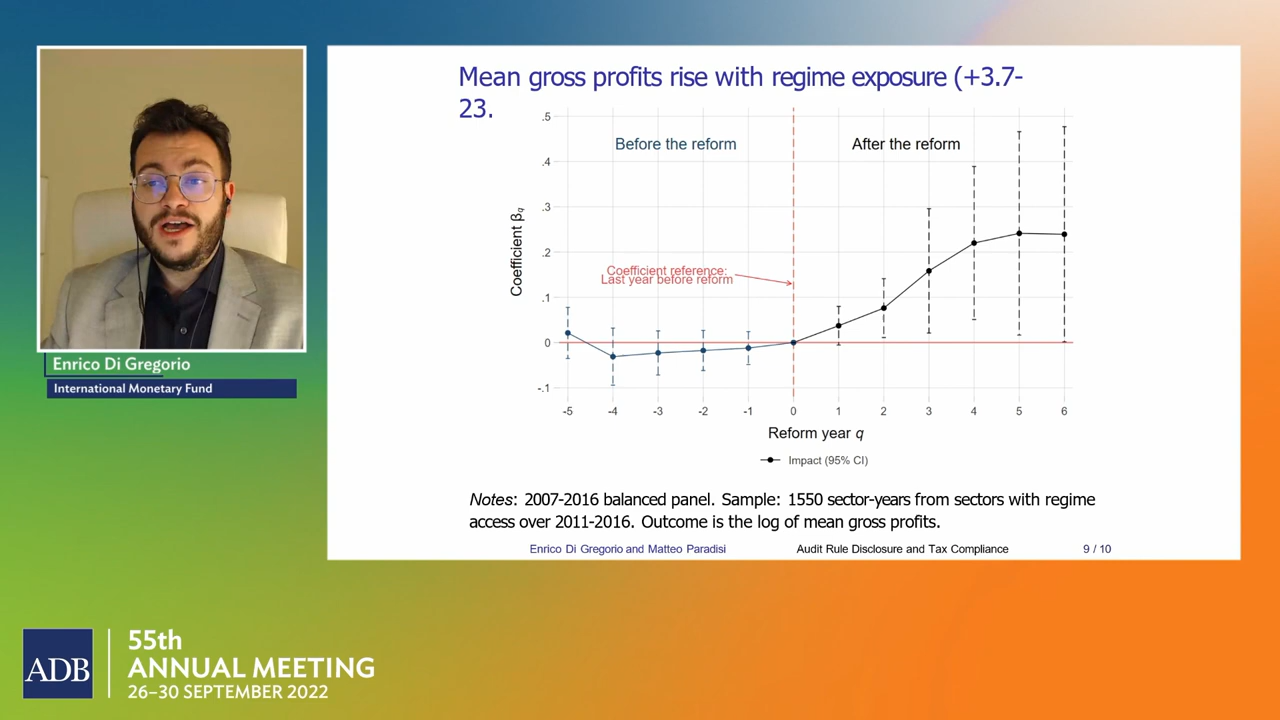 Mean gross profits rise with regime exposure (+3.7-
23.
.5
.4
.3
.2
.1
0
-.1
Coefficient βq
Before the reform
After the reform
Coefficient reference:
Last year before reform
-5 -4 -3 -2 -1 0 1 2 3 4 5 6
Reform year q
Impact (95% CI)
Notes: 2007-2016 balanced panel. Sample: 1550 sector-years from sectors with regime
access over 2011-2016. Outcome is the log of mean gross profits.
Enrico Di Gregorio and Matteo Paradisi Audit Rule Disclosure and Tax Compliance 9 / 10
Enrico Di Gregorio
International Monetary Fund
ADB
55th
ANNUAL MEETING
26–30 SEPTEMBER 2022